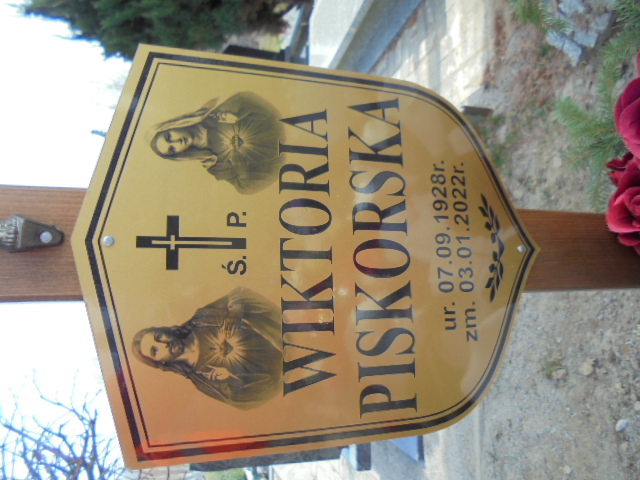 Ś. P.
WIKTORIA
PISKORSKA
ur. 07.09.1928r.
zm. 03.01.2022r.